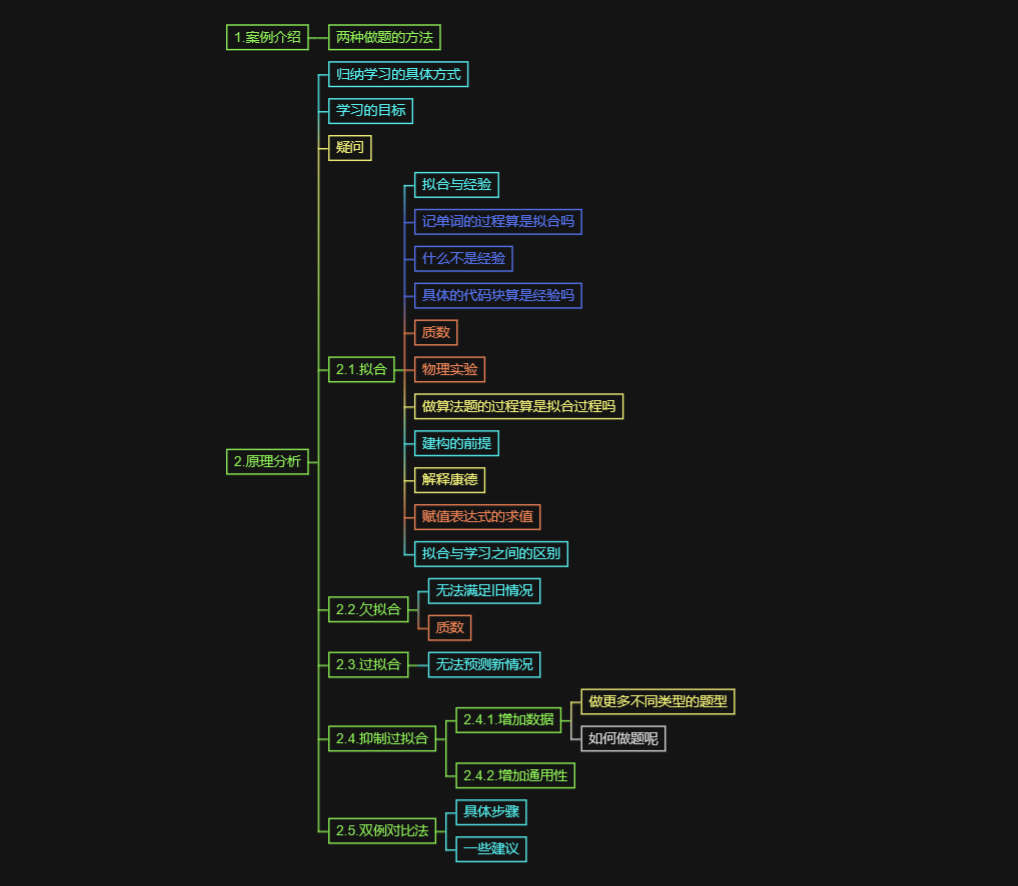 1.案例介绍
两种做题的方法
归纳学习的具体方式
学习的目标
疑问
拟合与经验
记单词的过程算是拟合吗
什么不是经验
具体的代码块算是经验吗
质数
2.1.拟合
物理实验
做算法题的过程算是拟合过程吗
建构的前提
2.原理分析
解释康德
赋值表达式的求值
拟合与学习之间的区别
无法满足旧情况
2.2.欠拟合
质数
2.3.过拟合
无法预测新情况
做更多不同类型的题型
2.4.1.增加数据
2.4.抑制过拟合
如何做题呢
2.4.2.增加通用性
具体步骤
2.5.双例对比法
一些建议